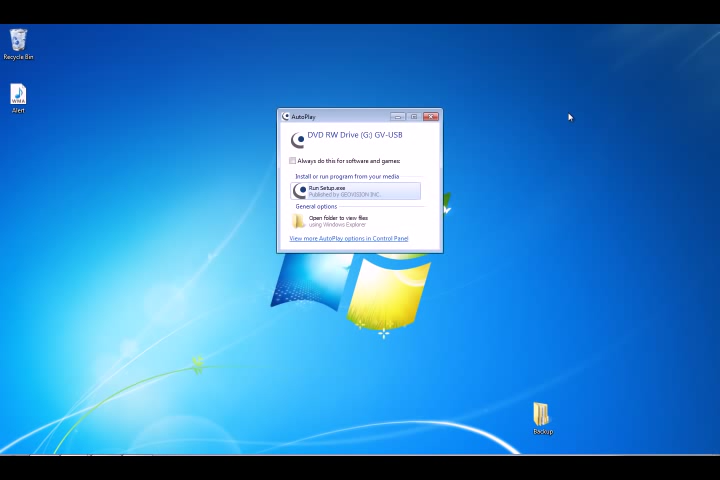 Recycle Bin
WMA
Alert
AutoPlay
DVD RW Drive (G:) GV-USB
Always do this for software and games:
Install or run program from your media
Run Setup.exe
Published by GEOVISION INC.
General options
Open folder to view files
using Windows Explorer
View more AutoPlay options in Control Panel
Backup